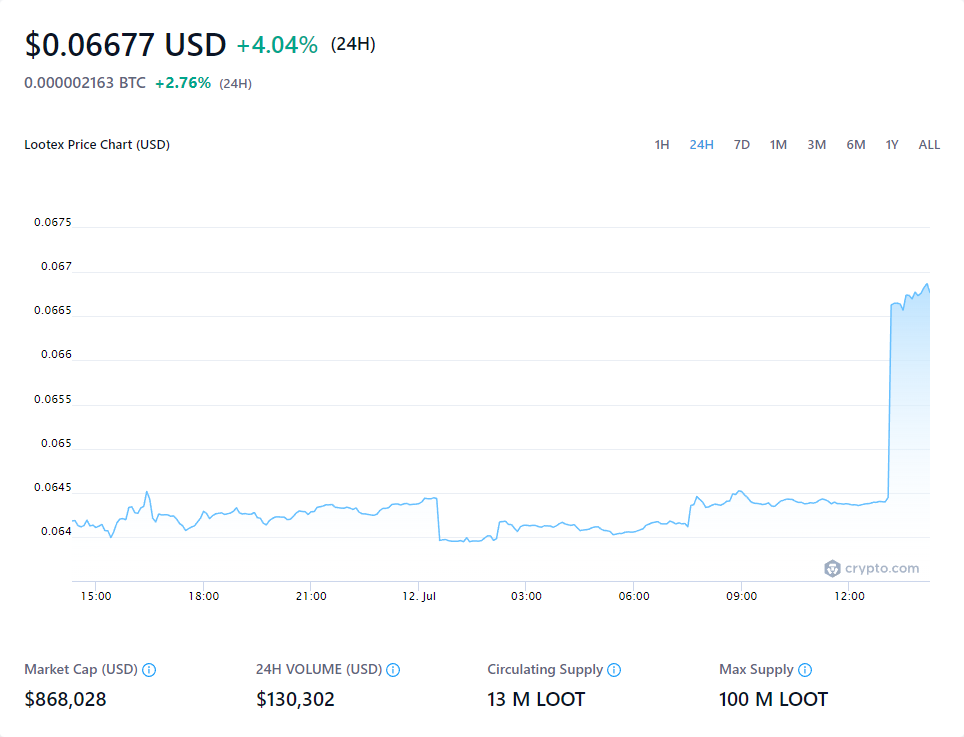 $0.06677 USD +4.04% (24H)
0.000002163 BTC +2.76% (24H)
Lootex Price Chart (USD) 1H 24H 7D 1M 3M 6M 1Y ALL
0.0675
0.067
0.0665
0.066
0.0655
0.065
0.0645
0.064
crypto.com
15:00 18:00 21:00 12. Jul 03:00 06:00 09:00 12:00
Market Cap (USD) 24H VOLUME (USD) Circulating Supply Max Supply
$868,028 $130,302 13 M LOOT 100 M LOOT